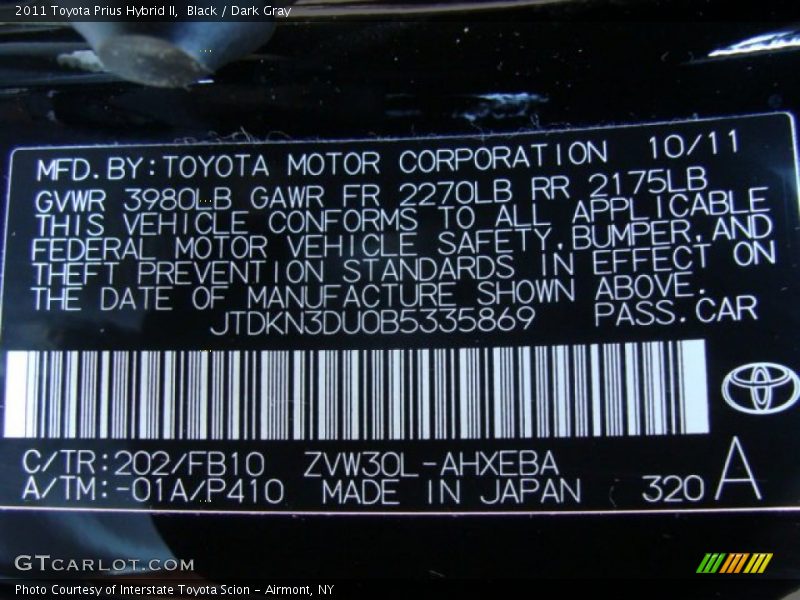 2011 Toyota Prius Hybrid II, Black / Dark Gray
MFD.BY:TOYOTA MOTOR CORPORATION 10/11
GVWR 3980LB GAWR FR 2270LB RR 2175LB
THIS VEHICLE CONFORMS TO ALL APPLICABLE
FEDERAL MOTOR VEHICLE SAFETY,BUMPER,AND
THEFT PREVENTION STANDARDS IN EFFECT ON
THE DATE OF MANUFACTURE SHOWN ABOVE.
JTDKN3DU0B5335869 PASS.CAR
C/TR:202/FB10 ZVW30L-AHXEBA
A/TM:-01A/P410 MADE IN JAPAN 320 A
GTCARLOT.COM
Photo Courtesy of Interstate Toyota Scion - Airmont, NY